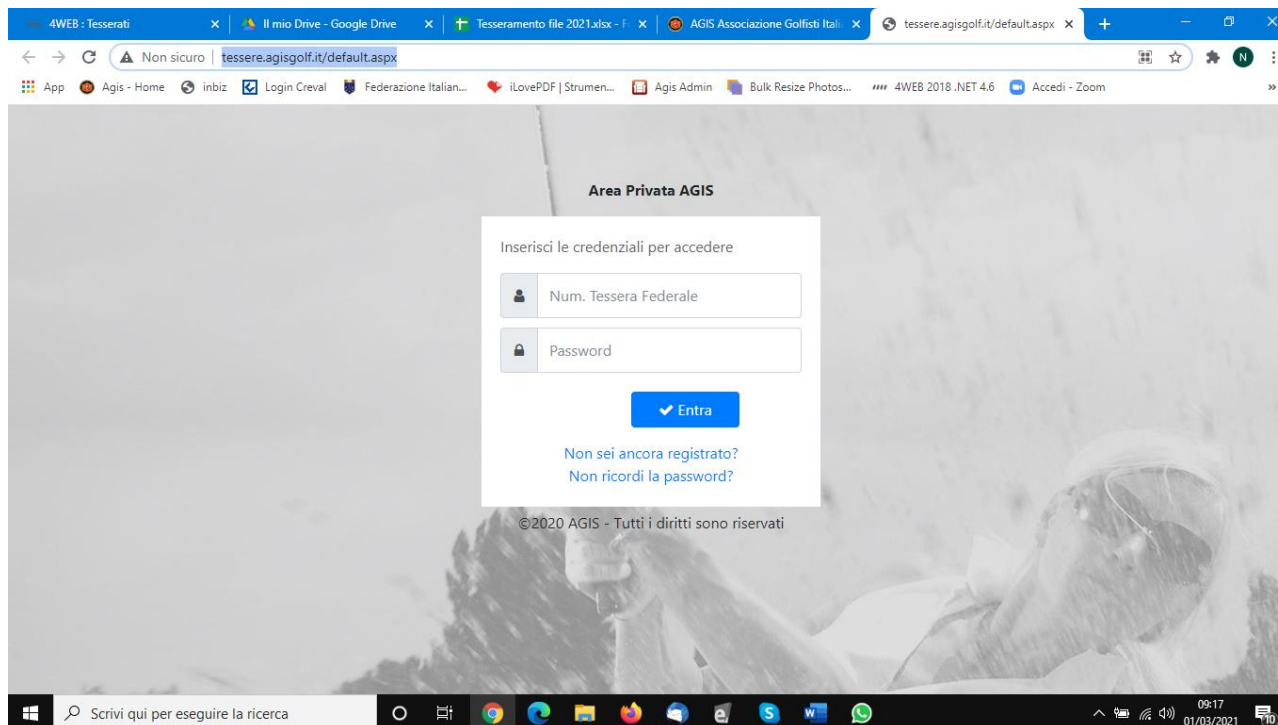 4WEB : Tesserati
Il mio Drive - Google Drive
Tesseramento file 2021.xlsx - F
AGIS Associazione Golfisti Itali
tessere.agisgolf.it/default.aspx
Non sicuro | tessere.agisgolf.it/default.aspx
N
App Agis - Home inbiz Login Creval Federazione Italian... iLovePDF | Strumen... Agis Admin Bulk Resize Photos... 4WEB 2018 .NET 4.6 Accedi - Zoom »
Area Privata AGIS
Inserisci le credenziali per accedere
Num. Tessera Federale
Password
Entra
Non sei ancora registrato?
Non ricordi la password?
©2020 AGIS - Tutti i diritti sono riservati
Scrivi qui per eseguire la ricerca
09:17
01/03/2021